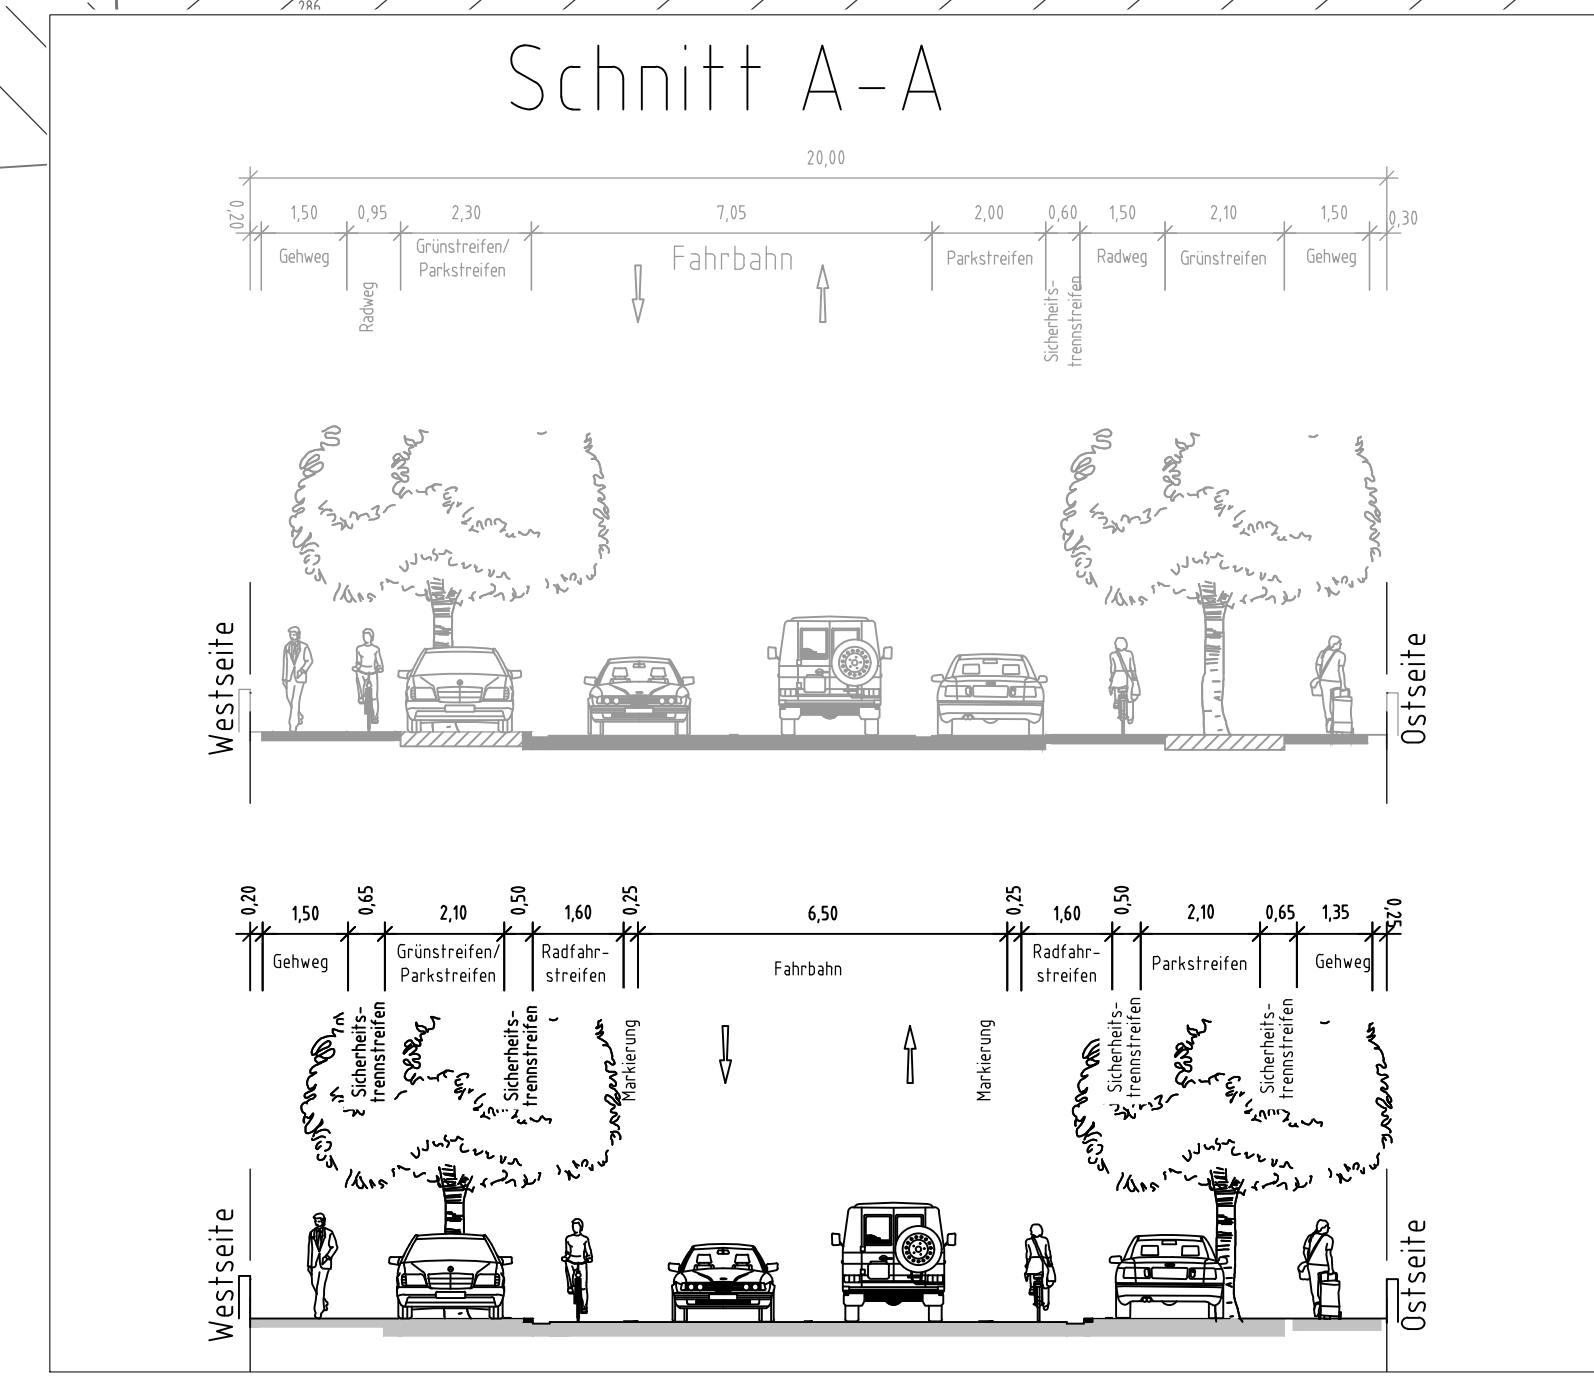 286
Schnitt A-A
20,00
0,20
1,50
0,95
2,30
7,05
2,00
0,60
1,50
2,10
1,50
0,30
Gehweg
Radweg
Grünstreifen/
Parkstreifen
Fahrbahn
Parkstreifen
Sicherheits-
trennstreifen
Radweg
Grünstreifen
Gehweg
Westseite
Ostseite
0,20
1,50
0,65
2,10
0,50
1,60
0,25
6,50
0,25
1,60
0,50
2,10
0,65
1,35
0,25
Gehweg
Sicherheits-
trennstreifen
Grünstreifen/
Parkstreifen
Sicherheits-
trennstreifen
Radfahr-
streifen
Markierung
Fahrbahn
Markierung
Radfahr-
streifen
Sicherheits-
trennstreifen
Parkstreifen
Sicherheits-
trennstreifen
Gehweg
Westseite
Ostseite